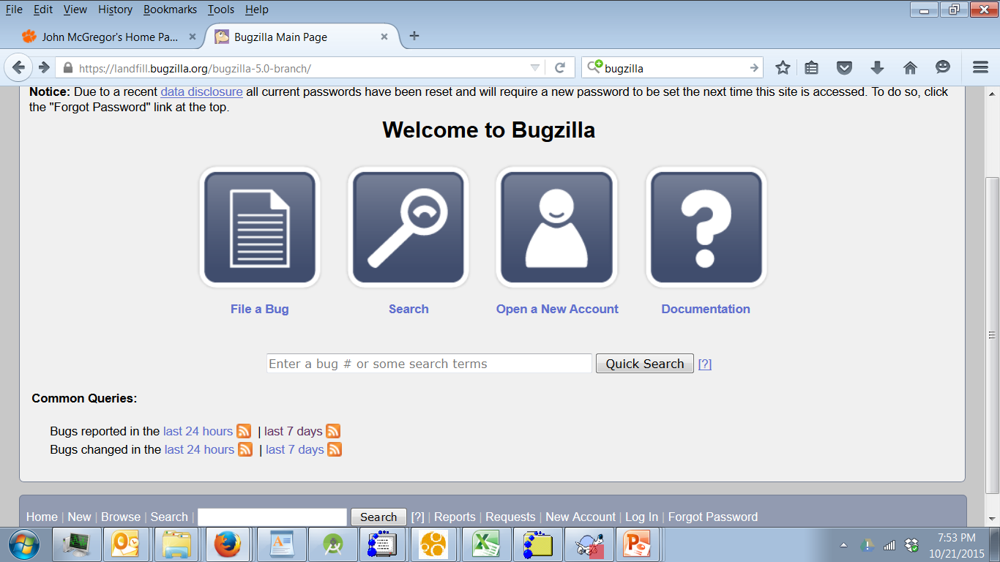 File Edit View History Bookmarks Tools Help
John McGregor's Home Pa...
Bugzilla Main Page
https://landfill.bugzilla.org/bugzilla-5.0-branch/
bugzilla
Notice: Due to a recent data disclosure all current passwords have been reset and will require a new password to be set the next time this site is accessed. To do so, click
the "Forgot Password" link at the top.
Welcome to Bugzilla
File a Bug
Search
Open a New Account
Documentation
Enter a bug # or some search terms
Quick Search
[?]
Common Queries:
Bugs reported in the last 24 hours | last 7 days
Bugs changed in the last 24 hours | last 7 days
Home | New | Browse | Search | Search [?] | Reports | Requests | New Account | Log In | Forgot Password
7:53 PM
10/21/2015